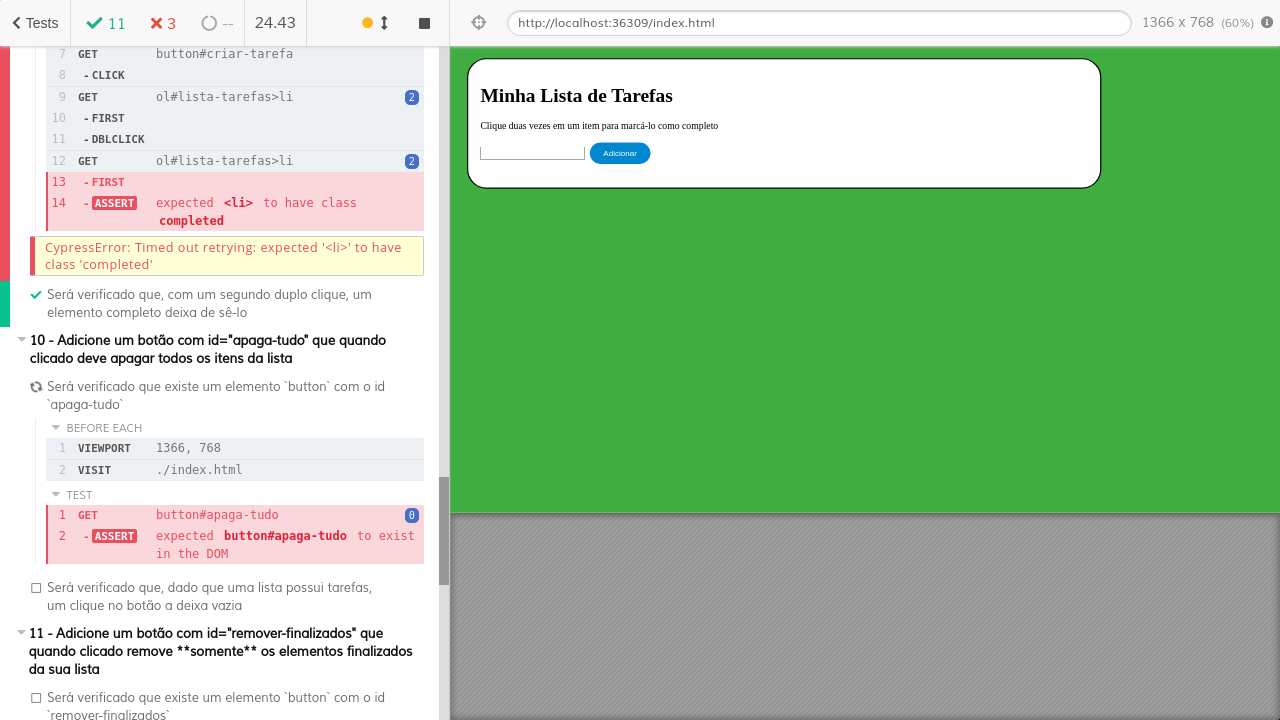 Tests
11
3
--
24.43
http://localhost:36309/index.html
1366 x 768 (60%)
7 GET button#criar-tarefa
8 - CLICK
9 GET ol#lista-tarefas>li 2
10 - FIRST
11 - DBLCLICK
12 GET ol#lista-tarefas>li 2
13 - FIRST
14 - ASSERT expected <li> to have class
completed
CypressError: Timed out retrying: expected '<li>' to have
class 'completed'
Será verificado que, com um segundo duplo clique, um
elemento completo deixa de sê-lo
10 - Adicione um botão com id="apaga-tudo" que quando
clicado deve apagar todos os itens da lista
Será verificado que existe um elemento `button` com o id
`apaga-tudo`
BEFORE EACH
1 VIEWPORT 1366, 768
2 VISIT ./index.html
TEST
1 GET button#apaga-tudo 0
2 - ASSERT expected button#apaga-tudo to exist
in the DOM
Será verificado que, dado que uma lista possui tarefas,
um clique no botão a deixa vazia
11 - Adicione um botão com id="remover-finalizados" que
quando clicado remove **somente** os elementos finalizados
da sua lista
Será verificado que existe um elemento `button` com o id
`remover-finalizados`
Minha Lista de Tarefas
Clique duas vezes em um item para marcá-lo como completo
Adicionar